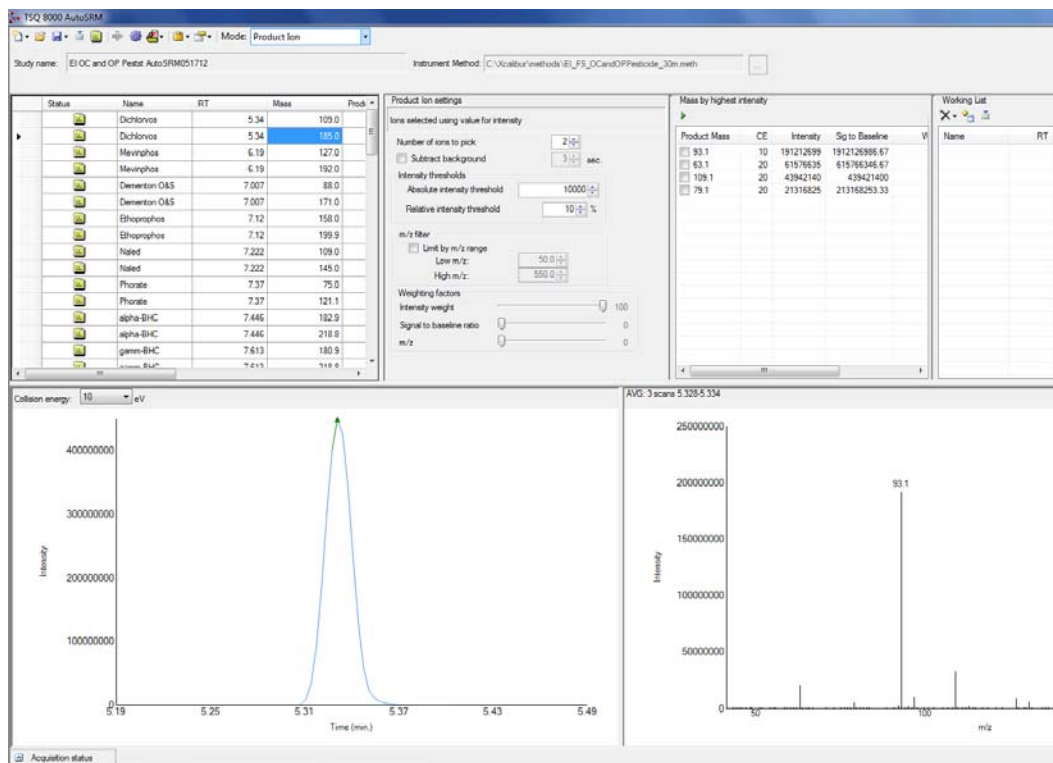 TSQ 8000 AutoSRM
Mode: Product Ion
Study name: EI OC and OP Pestst AutoSRM051712
Instrument Method: C:\Xcalibur\methods\EI_FS_OCandOPPesticide_30m.meth ...
Status Name RT Mass Prod
Dichlorvos 5.34 109.0
Dichlorvos 5.34 185.0
Mevinphos 6.19 127.0
Mevinphos 6.19 192.0
Dementon O&S 7.007 88.0
Dementon O&S 7.007 171.0
Ethoprophos 7.12 158.0
Ethoprophos 7.12 199.9
Naled 7.222 109.0
Naled 7.222 145.0
Phorate 7.37 75.0
Phorate 7.37 121.1
alpha-BHC 7.446 182.9
alpha-BHC 7.446 218.8
gamm-BHC 7.613 180.9
gamm-BHC 7.613 218.8
Product Ion settings
Ions selected using value for intensity
Number of ions to pick 2
Subtract background 3 sec.
Intensity thresholds
Absolute intensity threshold 10000
Relative intensity threshold 10 %
m/z filter
Limit by m/z range
Low m/z: 50.0
High m/z: 550.0
Weighting factors
Intensity weight 100
Signal to baseline ratio 0
m/z 0
Mass by highest intensity
Product Mass CE Intensity Sig to Baseline
93.1 10 191212699 1912126986.67
63.1 20 61576635 615766346.67
109.1 20 43942140 439421400
79.1 20 21316825 213168253.33
Working List
Name RT
Collision energy: 10 eV
400000000
300000000
200000000
100000000
0
Intensity
5.19 5.25 5.31 5.37 5.43 5.49
Time (min.)
AVG: 3 scans 5.328-5.334
250000000
200000000
150000000
100000000
50000000
0
Intensity
93.1
50 100
m/z
Acquisition status